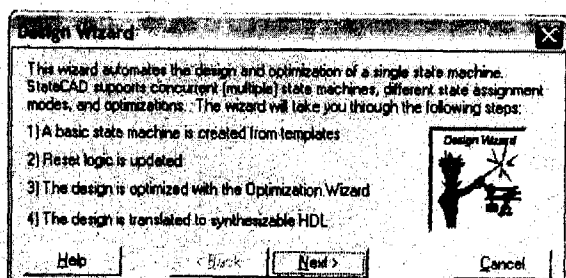 Design Wizard
This wizard automates the design and optimization of a single state machine.
StateCAD supports concurrent (multiple) state machines, different state assignment
modes, and optimizations. The wizard will take you through the following steps:
1) A basic state machine is created from templates
Design Wizard
2) Reset logic is updated
3) The design is optimized with the Optimization Wizard
4) The design is translated to synthesizable HDL
Help
< Back
Next >
Cancel